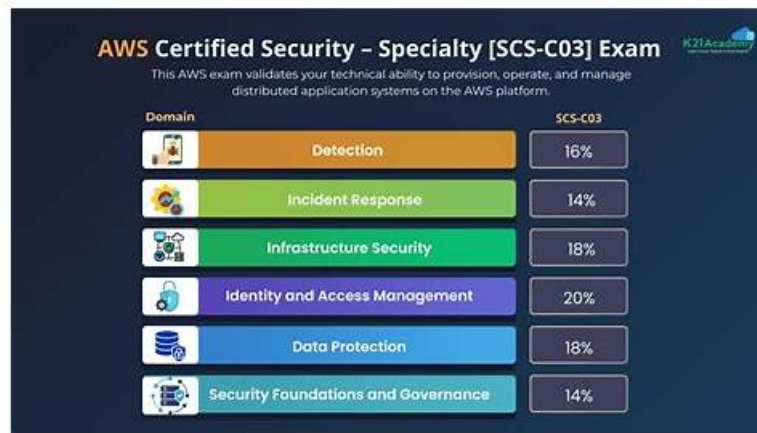 AWS Certified Security – Specialty [SCS-C03] Exam
K21Academy
This AWS exam validates your technical ability to provision, operate, and manage
distributed application systems on the AWS platform.
Domain SCS-C03
Detection 16%
Incident Response 14%
Infrastructure Security 18%
Identity and Access Management 20%
Data Protection 18%
Security Foundations and Governance 14%